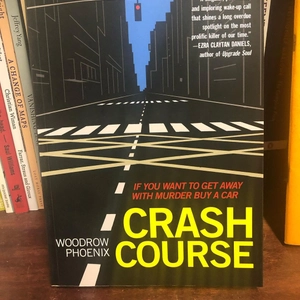 and inspiring wake-up call
that shines a long overdue
spotlight on the most
prolific killer of our time."
—EZRA CLAYTAN DANIELS,
author of Upgrade Soul
IF YOU WANT TO GET AWAY
WITH MURDER BUY A CAR
WOODROW
PHOENIX
CRASH
COURSE
A CHANGE OF MAPS